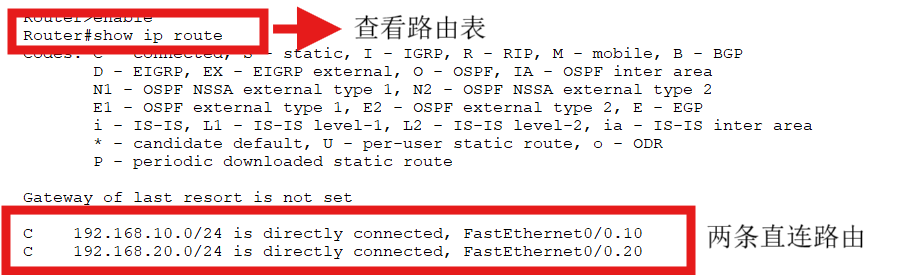 Router>enable
Router#show ip route
查看路由表
Codes: C - connected, S - static, I - IGRP, R - RIP, M - mobile, B - BGP
D - EIGRP, EX - EIGRP external, O - OSPF, IA - OSPF inter area
N1 - OSPF NSSA external type 1, N2 - OSPF NSSA external type 2
E1 - OSPF external type 1, E2 - OSPF external type 2, E - EGP
i - IS-IS, L1 - IS-IS level-1, L2 - IS-IS level-2, ia - IS-IS inter area
* - candidate default, U - per-user static route, o - ODR
P - periodic downloaded static route
Gateway of last resort is not set
C 192.168.10.0/24 is directly connected, FastEthernet0/0.10
C 192.168.20.0/24 is directly connected, FastEthernet0/0.20
两条直连路由